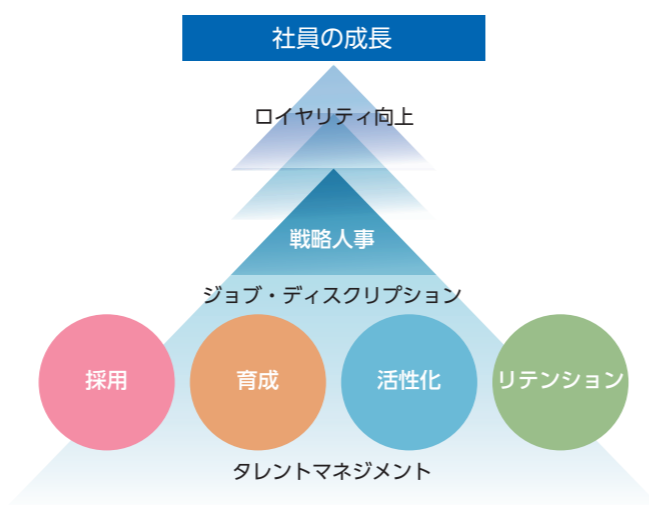 社員の成長
ロイヤリティ向上
戦略人事
ジョブ・ディスクリプション
採用
育成
活性化
リテンション
タレントマネジメント